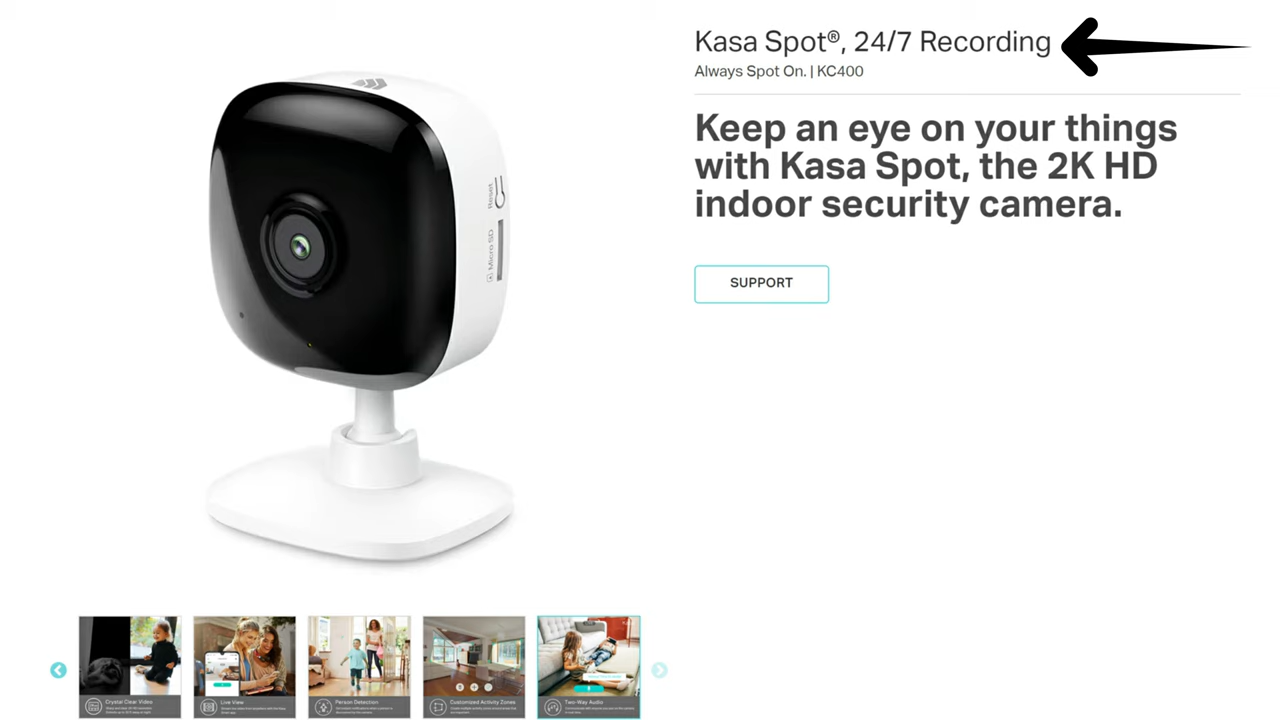 Kasa Spot®, 24/7 Recording
Always Spot On. | KC400
Keep an eye on your things
with Kasa Spot, the 2K HD
indoor security camera.
SUPPORT
Reset
Micro SD
Crystal Clear Video
Live View
Person Detection
Customized Activity Zones
Two-Way Audio